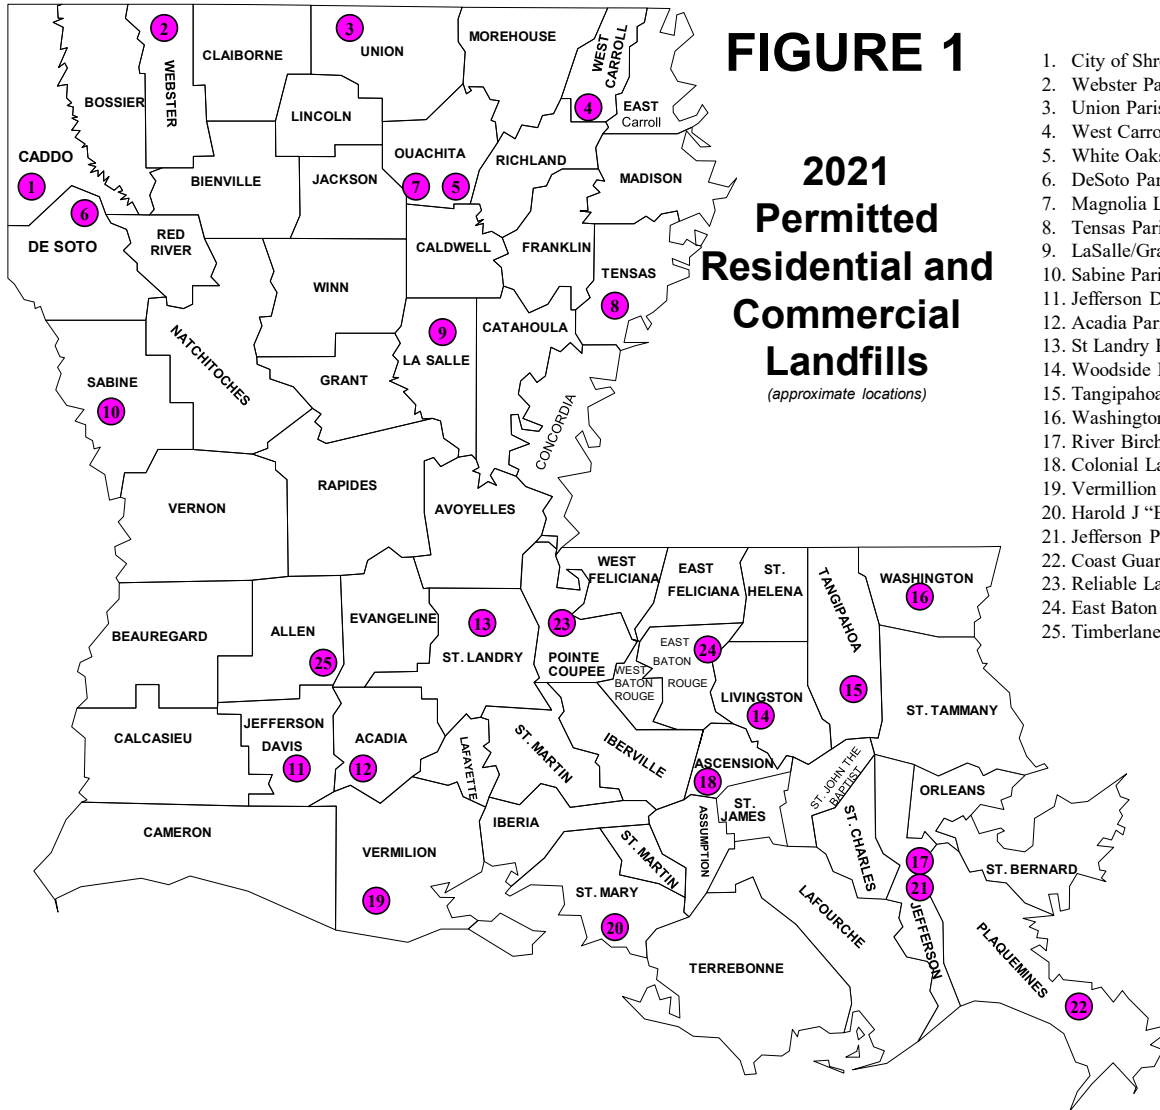 FIGURE 1
2021
Permitted
Residential and
Commercial
Landfills
(approximate locations)
1. City of Shre
2. Webster Pa
3. Union Paris
4. West Carro
5. White Oaks
6. DeSoto Par
7. Magnolia L
8. Tensas Pari
9. LaSalle/Gra
10. Sabine Pari
11. Jefferson D
12. Acadia Par
13. St Landry P
14. Woodside
15. Tangipahoa
16. Washington
17. River Birch
18. Colonial La
19. Vermillion
20. Harold J “B
21. Jefferson P
22. Coast Guar
23. Reliable La
24. East Baton
25. Timberlane
2
3
UNION
MOREHOUSE
WEST
CARROLL
CLAIBORNE
WEBSTER
BOSSIER
LINCOLN
4
EAST
Carroll
CADDO
1
OUACHITA
7
5
RICHLAND
MADISON
BIENVILLE
JACKSON
6
DE SOTO
RED
RIVER
CALDWELL
FRANKLIN
TENSAS
8
WINN
9
LA SALLE
CATAHOULA
NATCHITOCHES
SABINE
10
GRANT
CONCORDIA
VERNON
RAPIDES
AVOYELLES
WEST
FELICIANA
EAST
FELICIANA
ST.
HELENA
TANGIPAHOA
WASHINGTON
16
BEAUREGARD
ALLEN
25
EVANGELINE
13
ST. LANDRY
23
POINTE
COUPEE
WEST
BATON
ROUGE
EAST
BATON
ROUGE
24
LIVINGSTON
14
15
ST. TAMMANY
CALCASIEU
JEFFERSON
DAVIS
11
ACADIA
12
LAFAYETTE
ST. MARTIN
IBERVILLE
ASCENSION
18
ST. JOHN THE
BAPTIST
ORLEANS
CAMERON
VERMILION
19
IBERIA
ST. MARTIN
ASSUMPTION
ST.
JAMES
ST. CHARLES
17
21
JEFFERSON
ST. BERNARD
ST. MARY
20
TERREBONNE
LAFOURCHE
PLAQUEMINES
22